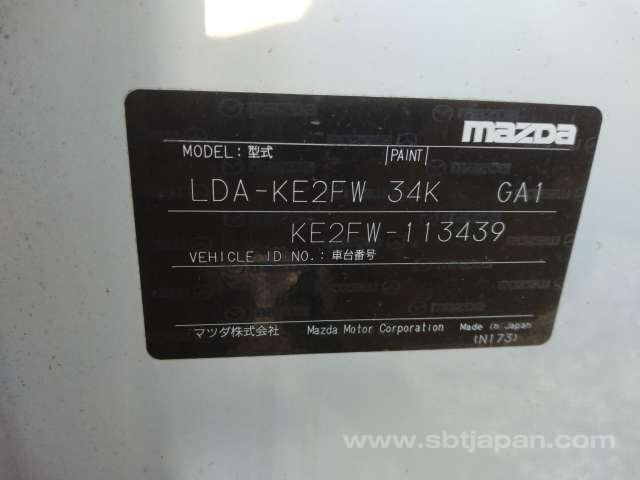 mazda
MODEL: 型式 |PAINT|
LDA-KE2FW 34K GA1
KE2FW-113439
VEHICLE ID NO.: 車台番号
マツダ株式会社 Mazda Motor Corporation Made in Japan
(N173)
www.sbtjapan.com